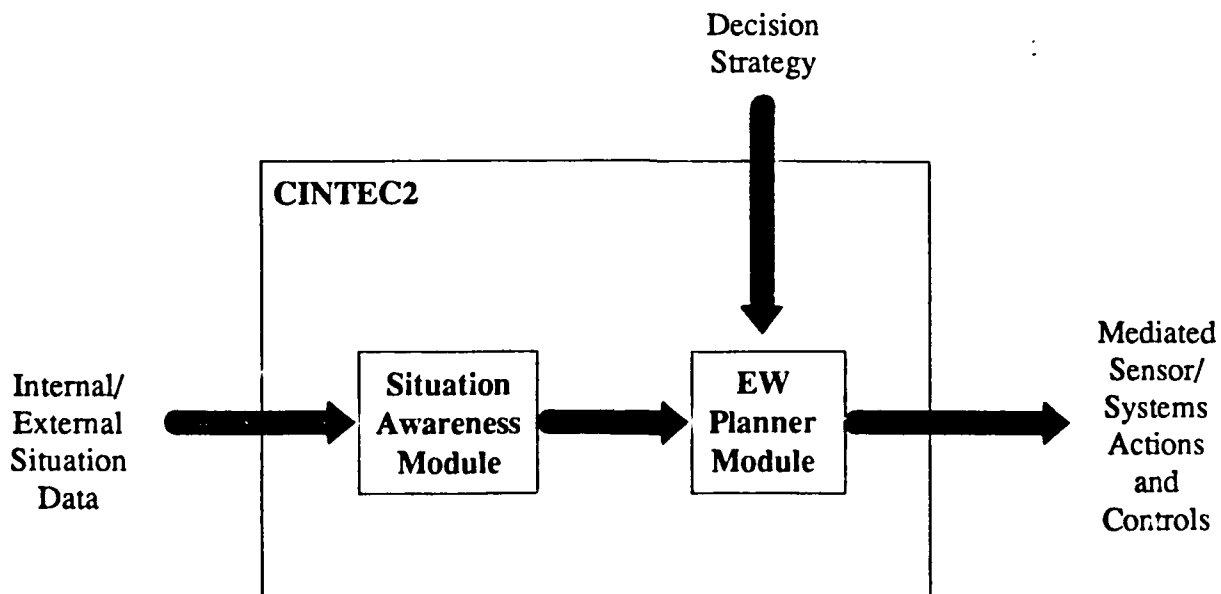 Decision
Strategy
CINTEC2
Internal/
External
Situation
Data
Situation
Awareness
Module
EW
Planner
Module
Mediated
Sensor/
Systems
Actions
and
Controls